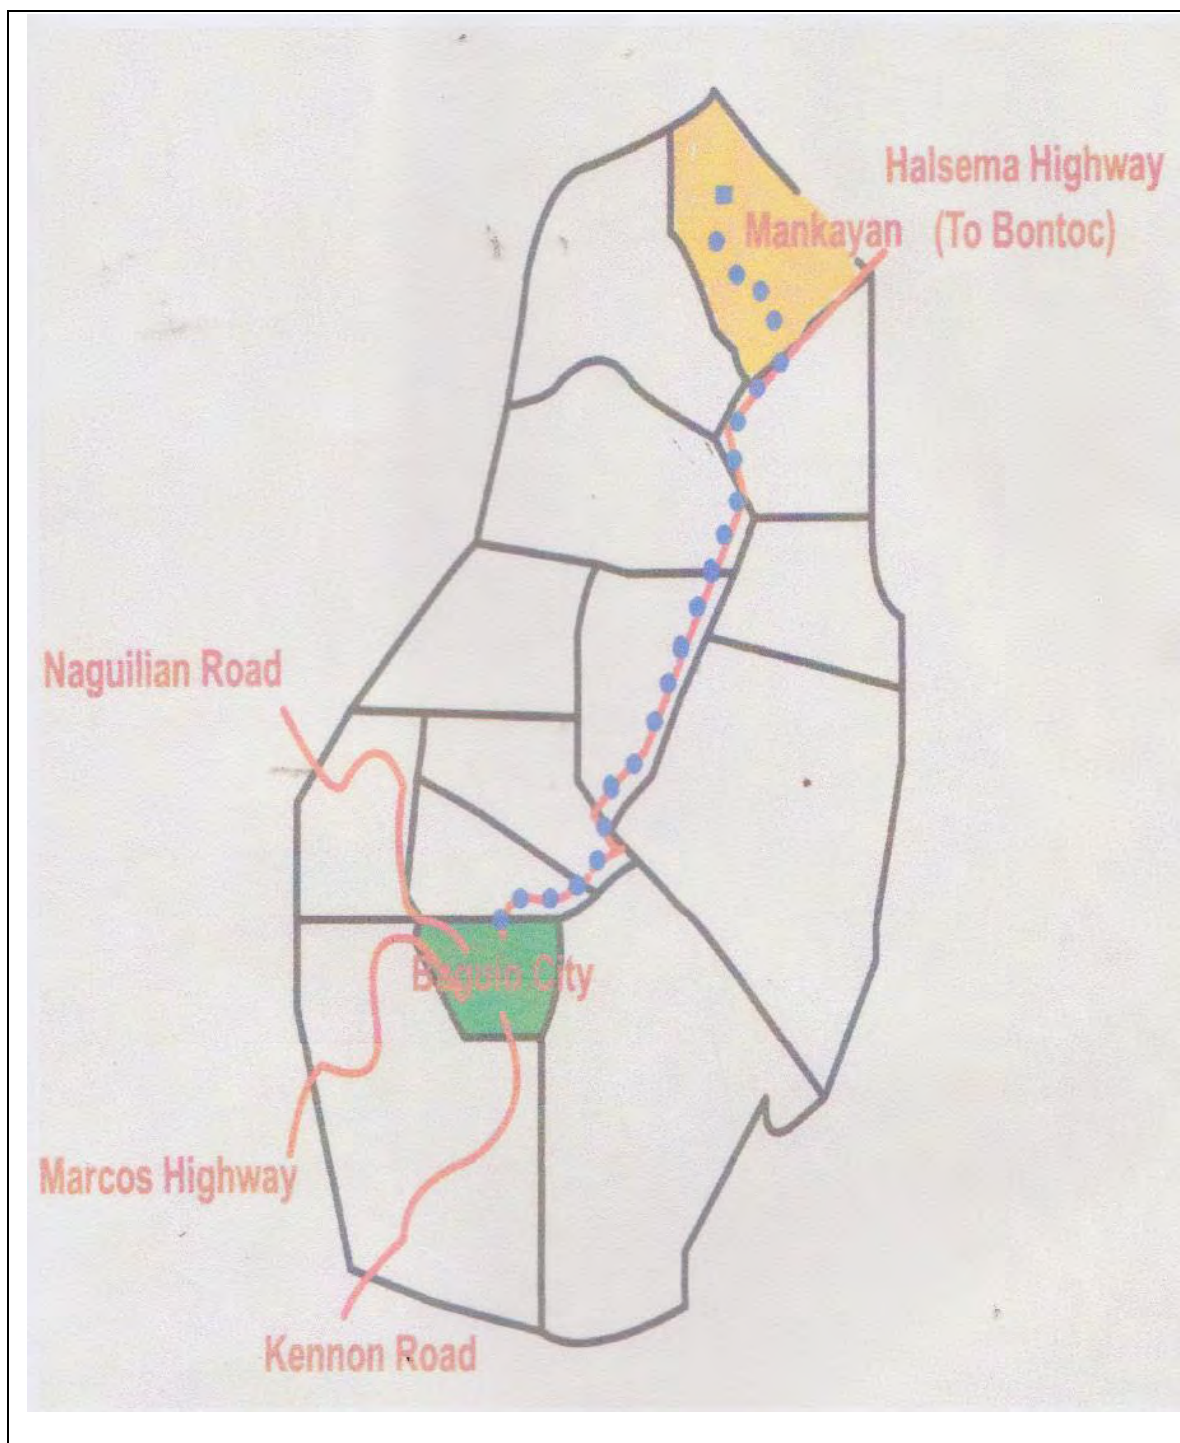 Halsema Highway
Mankayan (To Bontoc)
Naguilian Road
Baguio City
Marcos Highway
Kennon Road